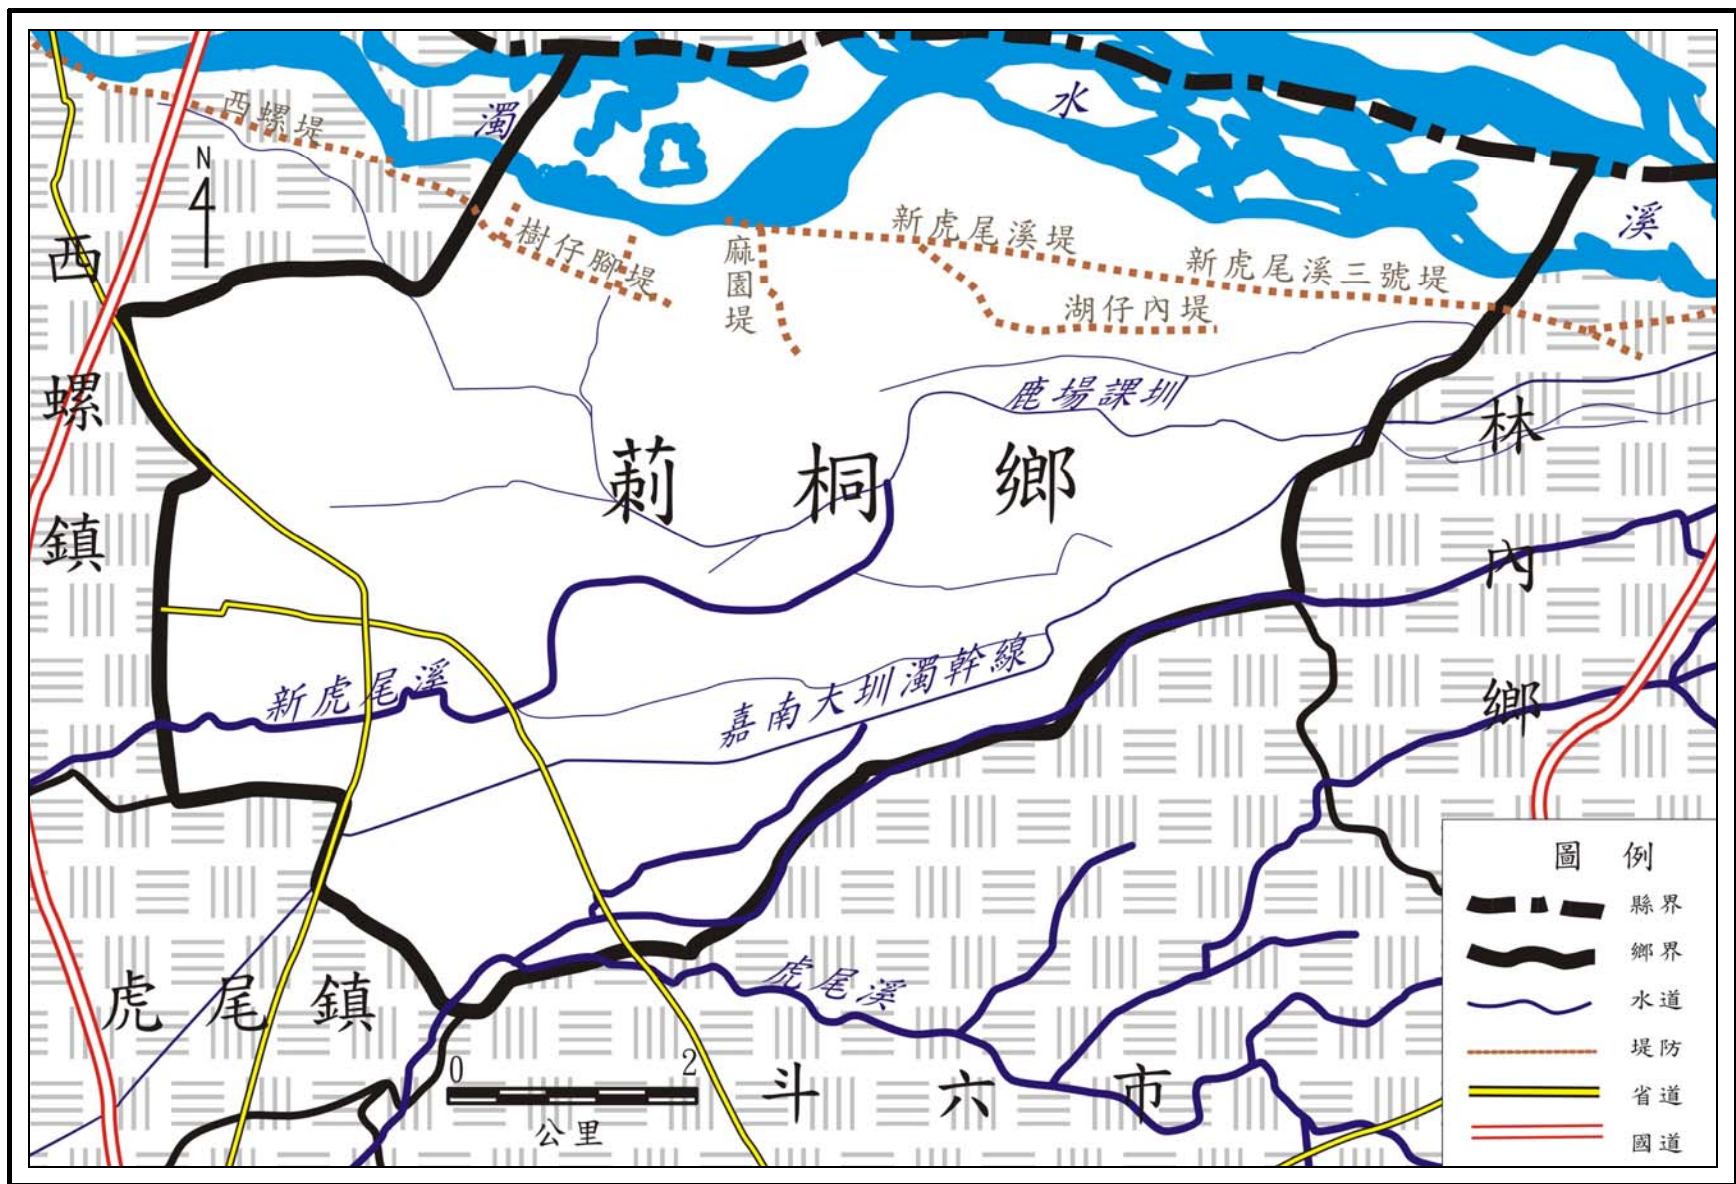 濁水溪
西螺堤
N
樹仔腳堤
麻園堤
新虎尾溪堤
新虎尾溪三號堤
湖仔內堤
西螺鎮
鹿場課圳
莿桐鄉
林內鄉
新虎尾溪
嘉南大圳濁幹線
虎尾溪
虎尾鎮
斗六市
0 2
公里
圖例
縣界
鄉界
水道
堤防
省道
國道